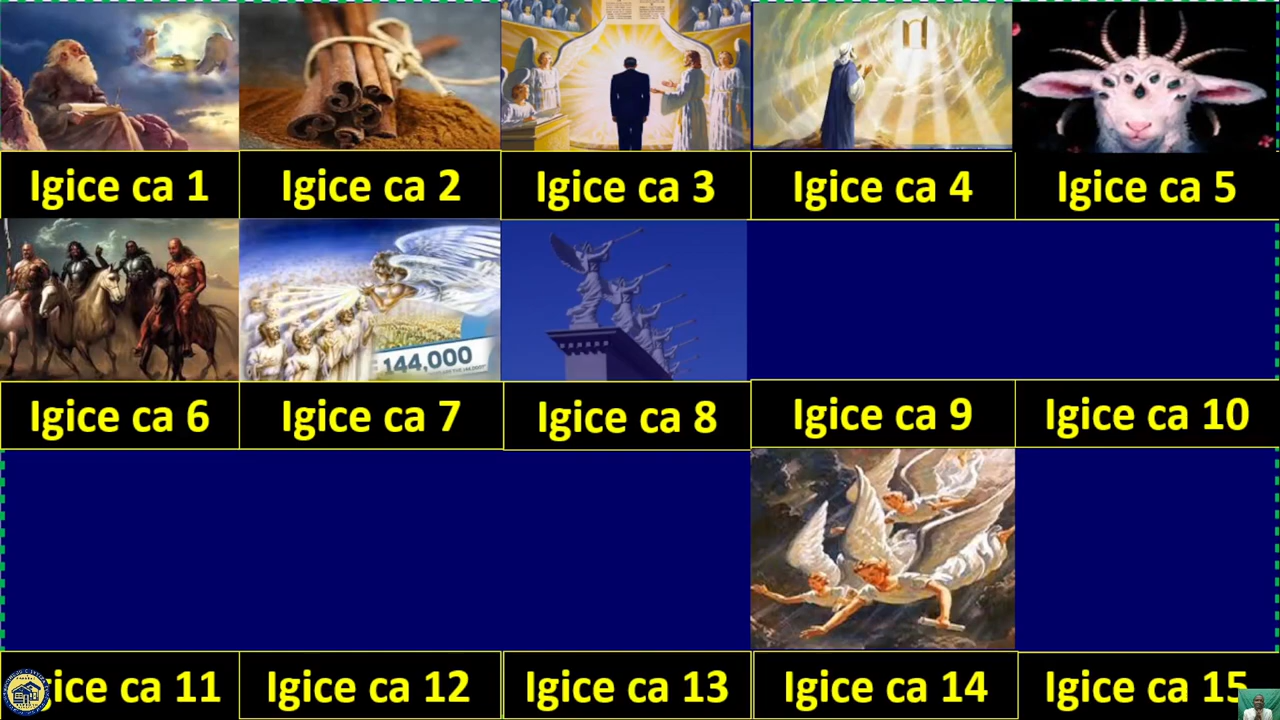 Igice ca 1
Igice ca 2
Igice ca 3
Igice ca 4
Igice ca 5
Igice ca 6
144,000
Igice ca 7
Igice ca 8
Igice ca 9
Igice ca 10
ice ca 11
Igice ca 12
Igice ca 13
Igice ca 14
Igice ca 15